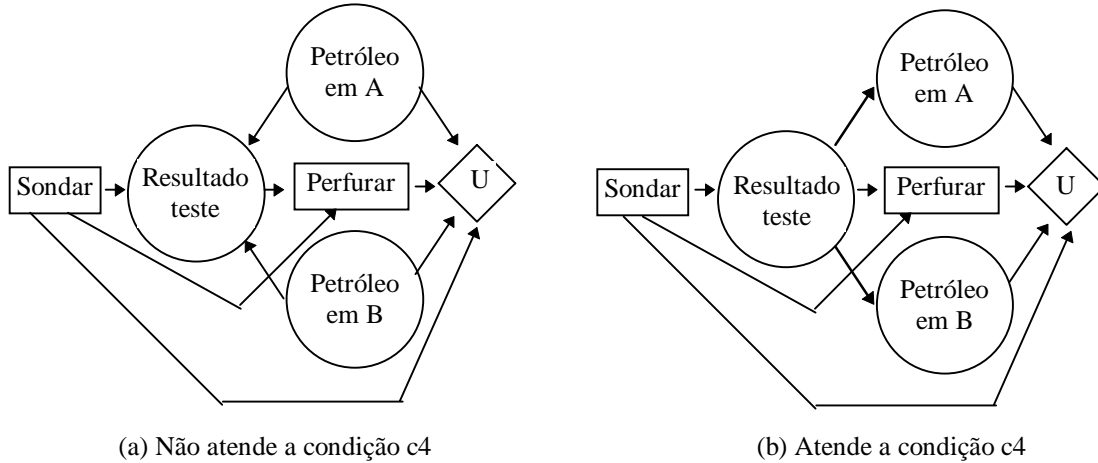 Petróleo
em A
Sondar
Resultado
teste
Perfurar
U
Petróleo
em B
(a) Não atende a condição c4
Petróleo
em A
Sondar
Resultado
teste
Perfurar
U
Petróleo
em B
(b) Atende a condição c4